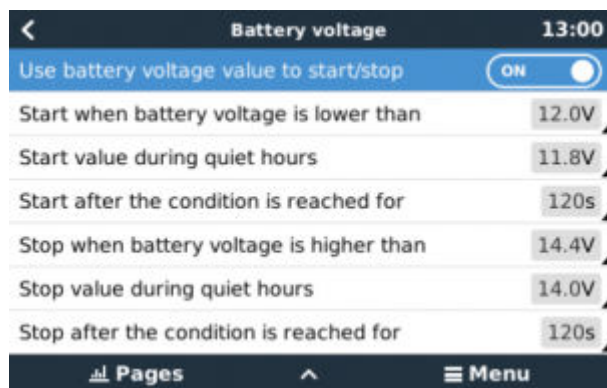 Battery voltage 13:00
Use battery voltage value to start/stop ON
Start when battery voltage is lower than 12.0V
Start value during quiet hours 11.8V
Start after the condition is reached for 120s
Stop when battery voltage is higher than 14.4V
Stop value during quiet hours 14.0V
Stop after the condition is reached for 120s
Pages Menu